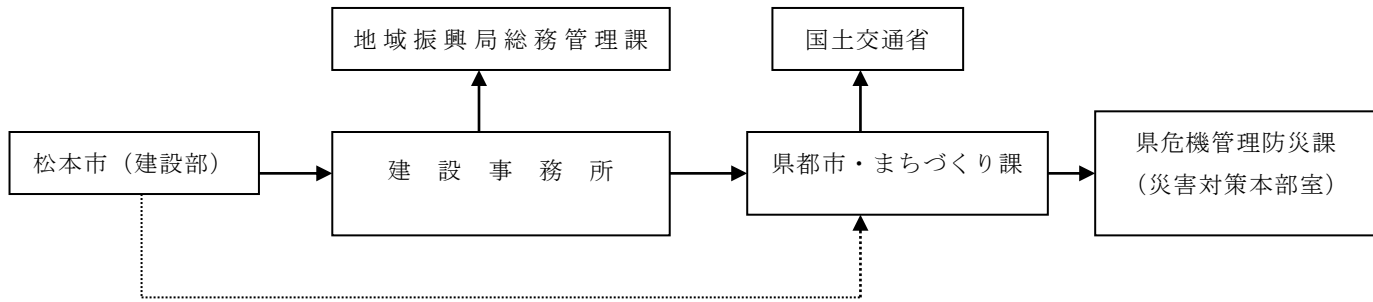 地域振興局総務管理課
国土交通省
松本市（建設部）
建設事務所
県都市・まちづくり課
県危機管理防災課
（災害対策本部室）